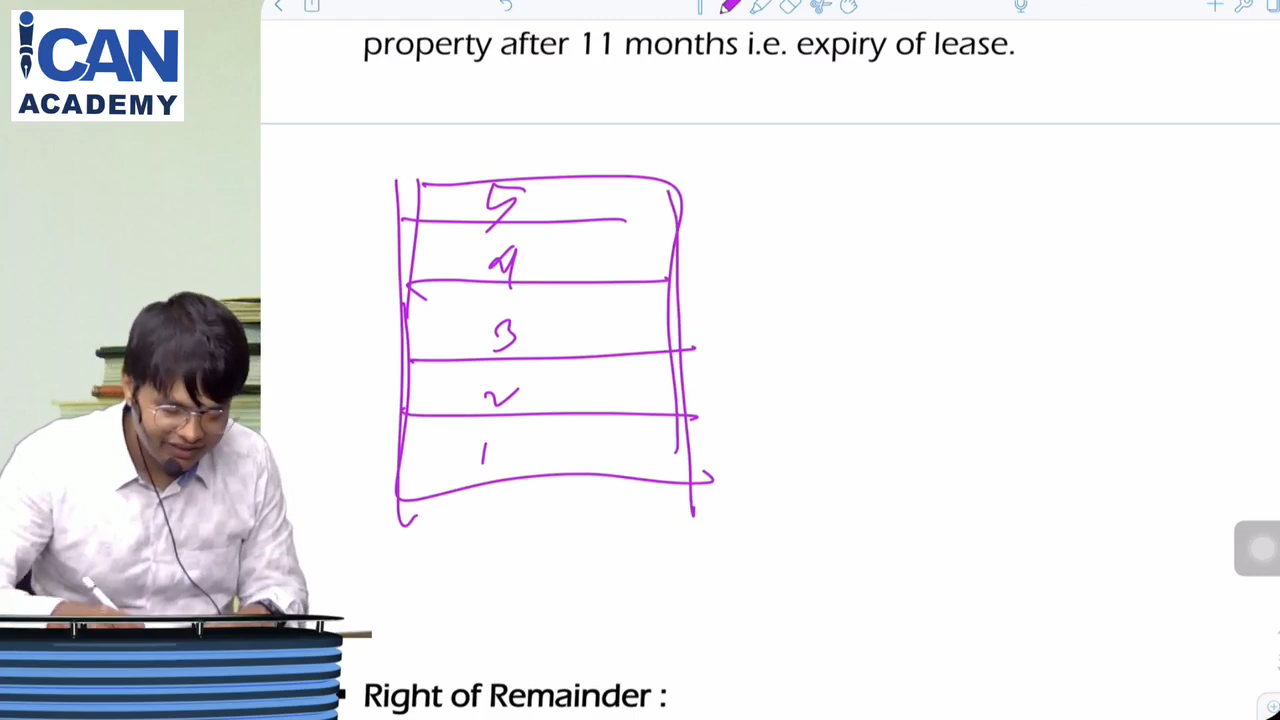 iCAN
ACADEMY
property after 11 months i.e. expiry of lease.
5
4
3
2
1
Right of Remainder :